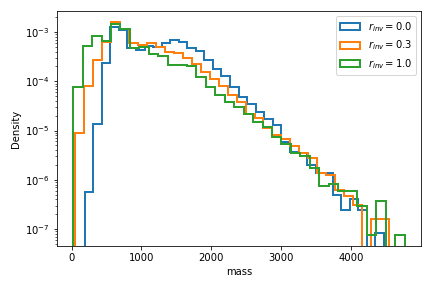 r_inv = 0.0
r_inv = 0.3
r_inv = 1.0
10^-3
10^-4
10^-5
10^-6
10^-7
Density
0 1000 2000 3000 4000
mass